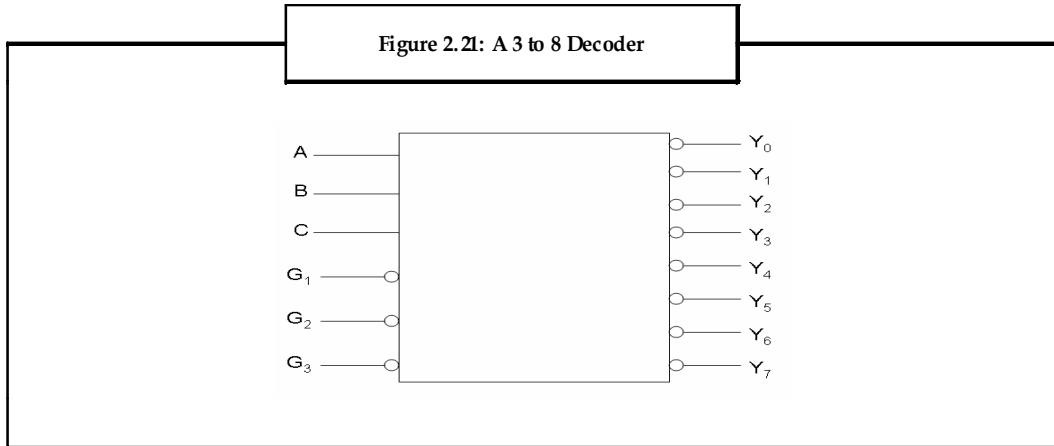 Figure 2.21: A 3 to 8 Decoder
A
B
C
G₁
G₂
G₃
Y₀
Y₁
Y₂
Y₃
Y₄
Y₅
Y₆
Y₇